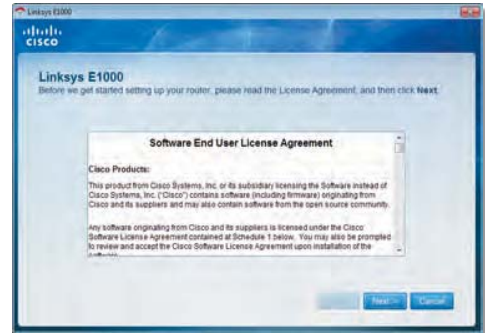 Linksys E1000
CISCO
Linksys E1000
Before we get started setting up your router, please read the License Agreement, and then click Next.
Software End User License Agreement
Cisco Products:
This product from Cisco Systems, Inc. or its subsidiary licensing the Software instead of
Cisco Systems, Inc. ("Cisco") contains software (including firmware) originating from
Cisco and its suppliers and may also contain software from the open source community.
Any software originating from Cisco and its suppliers is licensed under the Cisco
Software License Agreement contained at Schedule 1 below. You may also be prompted
to review and accept the Cisco Software License Agreement upon installation of the
Next >
Cancel